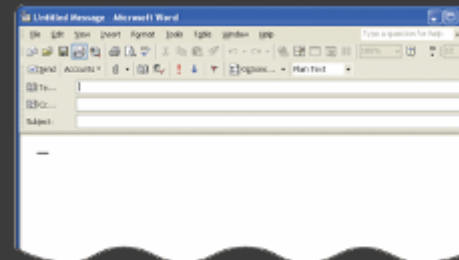 Untitled Message - Microsoft Word
File Edit View Insert Format Tools Table Window Help Type a question for help
100%
Send Accounts Options... Plain Text
To...
Cc...
Subject: